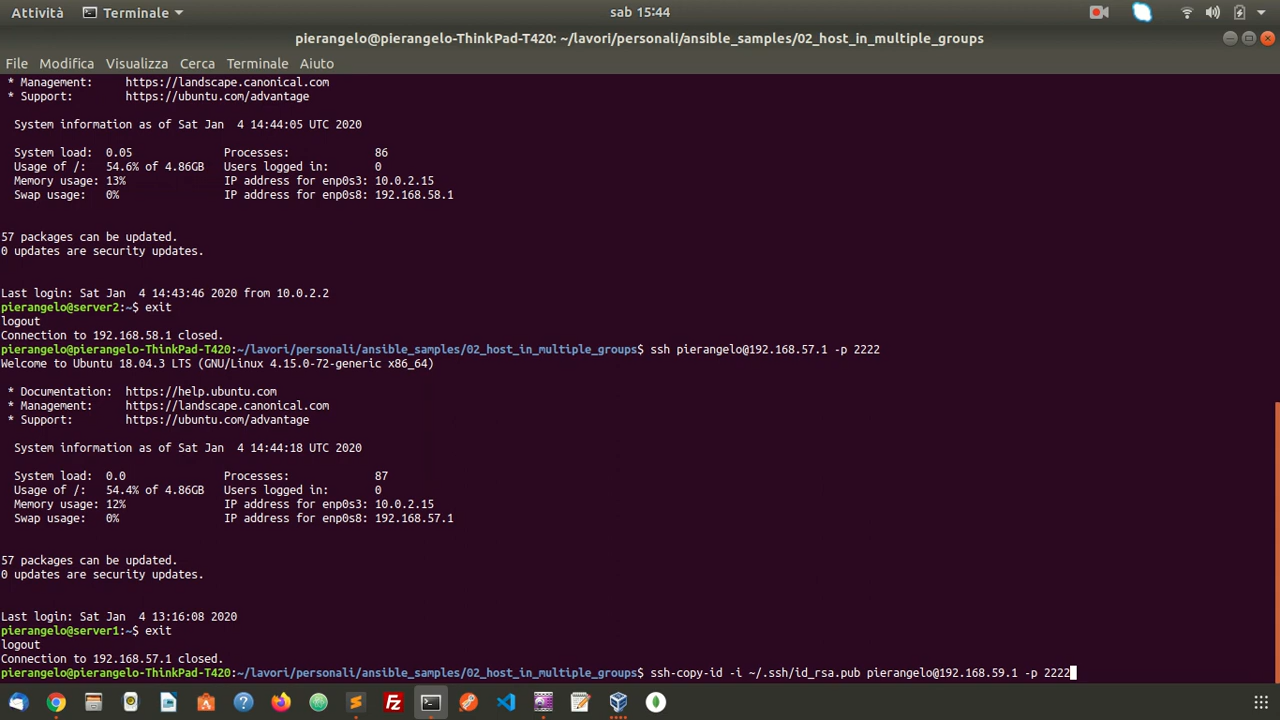 Attività Terminale sab 15:44
pierangelo@pierangelo-ThinkPad-T420: ~/lavori/personali/ansible_samples/02_host_in_multiple_groups
File Modifica Visualizza Cerca Terminale Aiuto
* Management: https://landscape.canonical.com
* Support: https://ubuntu.com/advantage
System information as of Sat Jan 4 14:44:05 UTC 2020
System load: 0.05 Processes: 86
Usage of /: 54.6% of 4.86GB Users logged in: 0
Memory usage: 13% IP address for enp0s3: 10.0.2.15
Swap usage: 0% IP address for enp0s8: 192.168.58.1
57 packages can be updated.
0 updates are security updates.
Last login: Sat Jan 4 14:43:46 2020 from 10.0.2.2
pierangelo@server2:~$ exit
logout
Connection to 192.168.58.1 closed.
pierangelo@pierangelo-ThinkPad-T420:~/lavori/personali/ansible_samples/02_host_in_multiple_groups$ ssh pierangelo@192.168.57.1 -p 2222
Welcome to Ubuntu 18.04.3 LTS (GNU/Linux 4.15.0-72-generic x86_64)
* Documentation: https://help.ubuntu.com
* Management: https://landscape.canonical.com
* Support: https://ubuntu.com/advantage
System information as of Sat Jan 4 14:44:18 UTC 2020
System load: 0.0 Processes: 87
Usage of /: 54.4% of 4.86GB Users logged in: 0
Memory usage: 12% IP address for enp0s3: 10.0.2.15
Swap usage: 0% IP address for enp0s8: 192.168.57.1
57 packages can be updated.
0 updates are security updates.
Last login: Sat Jan 4 13:16:08 2020
pierangelo@server1:~$ exit
logout
Connection to 192.168.57.1 closed.
pierangelo@pierangelo-ThinkPad-T420:~/lavori/personali/ansible_samples/02_host_in_multiple_groups$ ssh-copy-id -i ~/.ssh/id_rsa.pub pierangelo@192.168.59.1 -p 2222